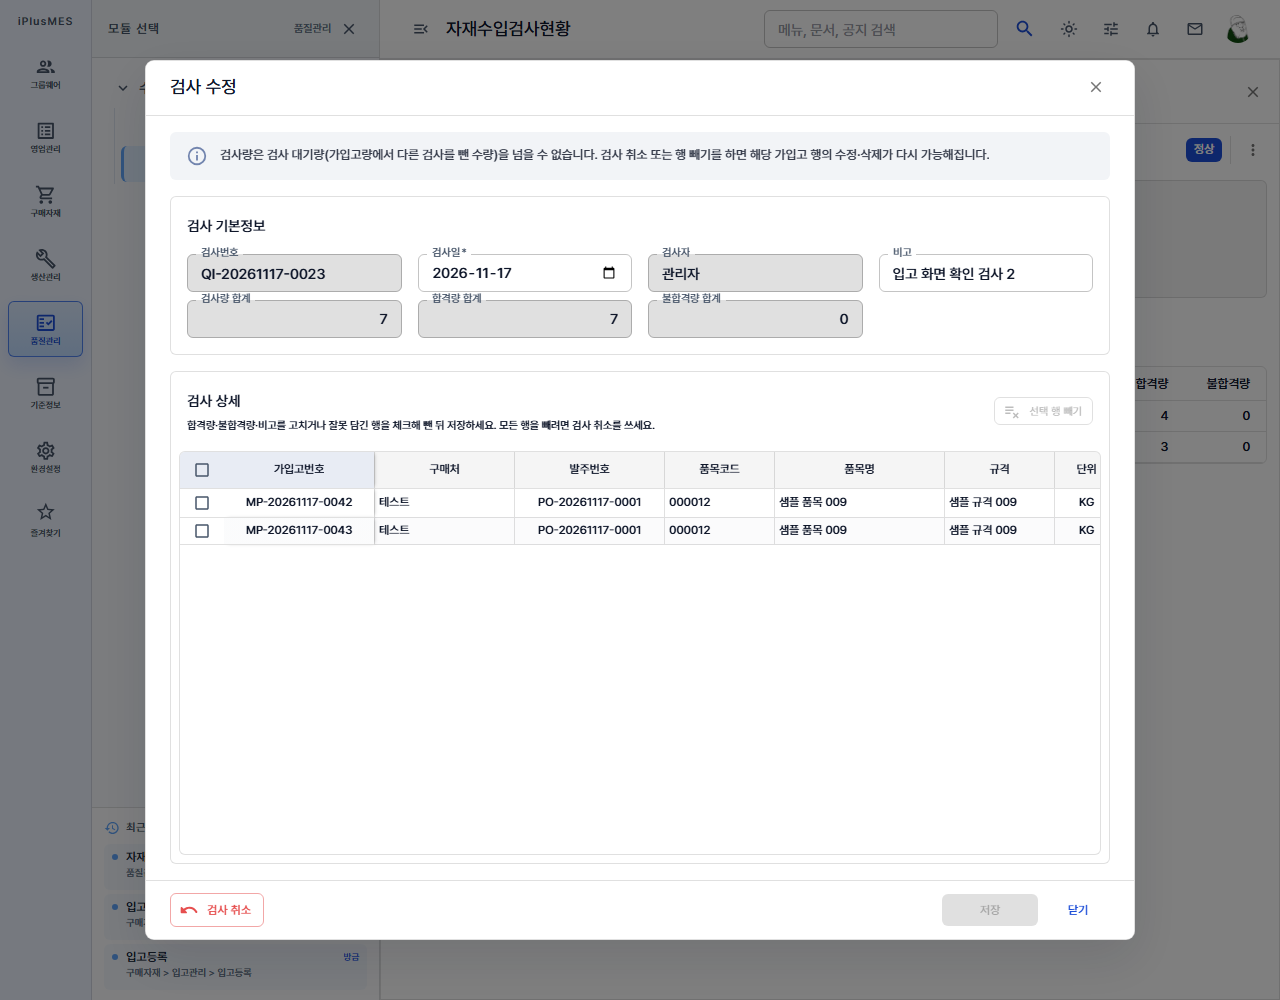 iPlusMES
모듈 선택
품질관리
자재수입검사현황
메뉴, 문서, 공지 검색
그룹웨어
영업관리
구매자재
생산관리
품질관리
기준정보
환경설정
즐겨찾기
정상
합격량 불합격량
4 0
3 0
최근
자재
품질
입고
구매
입고등록
방금
구매자재 > 입고관리 > 입고등록
검사 수정
검사량은 검사 대기량(가입고량에서 다른 검사를 뺀 수량)을 넘을 수 없습니다. 검사 취소 또는 행 빼기를 하면 해당 가입고 행의 수정·삭제가 다시 가능해집니다.
검사 기본정보
검사번호 검사일* 검사자 비고
QI-20261117-0023 2026-11-17 관리자 입고 화면 확인 검사 2
검사량 합계 합격량 합계 불합격량 합계
7 7 0
검사 상세
합격량·불합격량·비고를 고치거나 잘못 담긴 행을 체크해 뺀 뒤 저장하세요. 모든 행을 빼려면 검사 취소를 쓰세요.
선택 행 빼기
가입고번호 구매처 발주번호 품목코드 품목명 규격 단위
MP-20261117-0042 테스트 PO-20261117-0001 000012 샘플 품목 009 샘플 규격 009 KG
MP-20261117-0043 테스트 PO-20261117-0001 000012 샘플 품목 009 샘플 규격 009 KG
검사 취소
저장
닫기